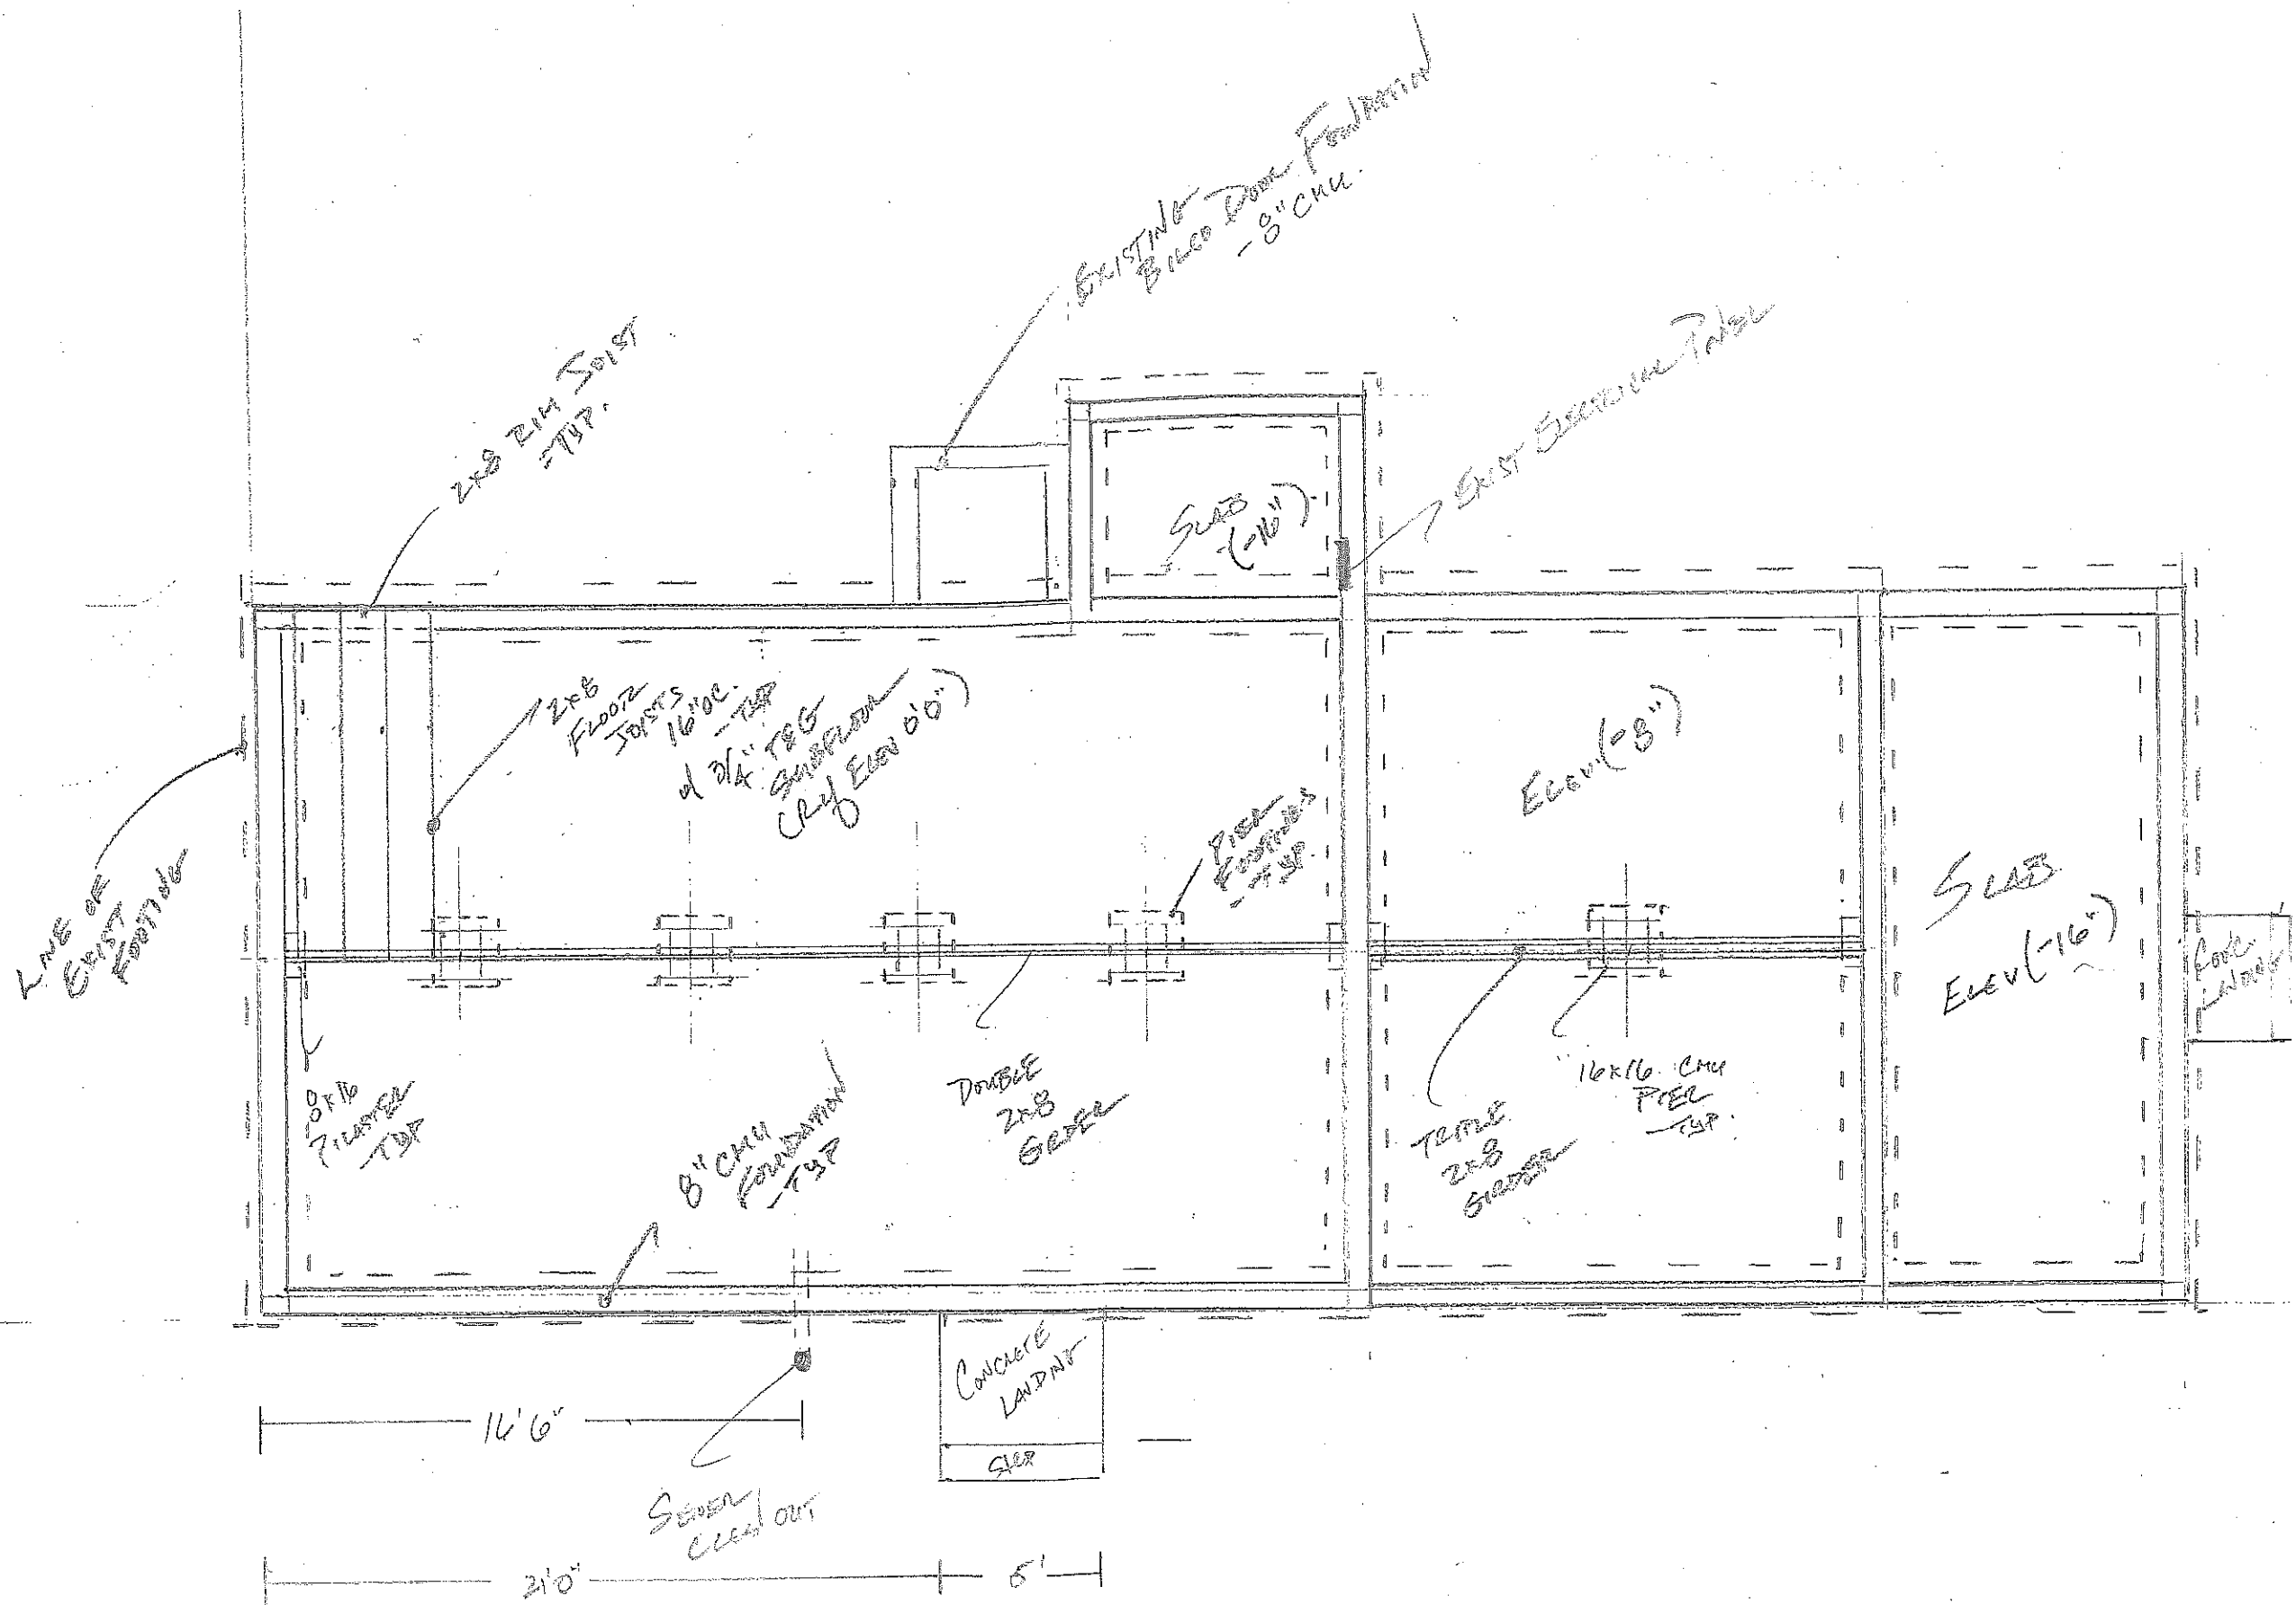 EXISTING
BILCO DOOR FOUNDATION
- 8" CMU.
2x8 RIM JOIST
- TYP.
EXIST ELECTRICAL PANEL
SLAB
(-16")
2x8
FLOOR
JOISTS
16" OC.
- TYP
w/ 3/4" T&G
SUBFLOOR
(Ref ELEV 0'0")
ELEV. (-8")
PIER
FOOTINGS
- TYP.
SLAB
ELEV (-16")
LINE OF
EXIST
FOOTING
CONC.
LANDING
8x16
PILASTER
- TYP
8" CMU
FOUNDATION
- TYP
DOUBLE
2x8
GIRDER
TRIPLE
2x8
GIRDER
16x16 CMU
PIER
- TYP.
CONCRETE
LANDING
STEP
16'6"
SEWER
CLEAN OUT
21'0"
5'